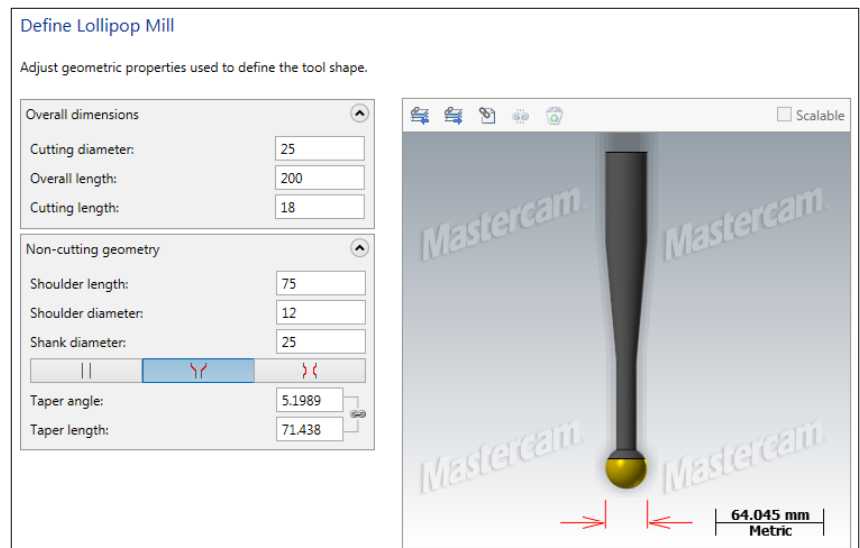 Define Lollipop Mill
Adjust geometric properties used to define the tool shape.
Overall dimensions
Cutting diameter: 25
Overall length: 200
Cutting length: 18
Non-cutting geometry
Shoulder length: 75
Shoulder diameter: 12
Shank diameter: 25
Taper angle: 5.1989
Taper length: 71.438
Scalable
Mastercam
Mastercam
Mastercam
Mastercam
64.045 mm
Metric